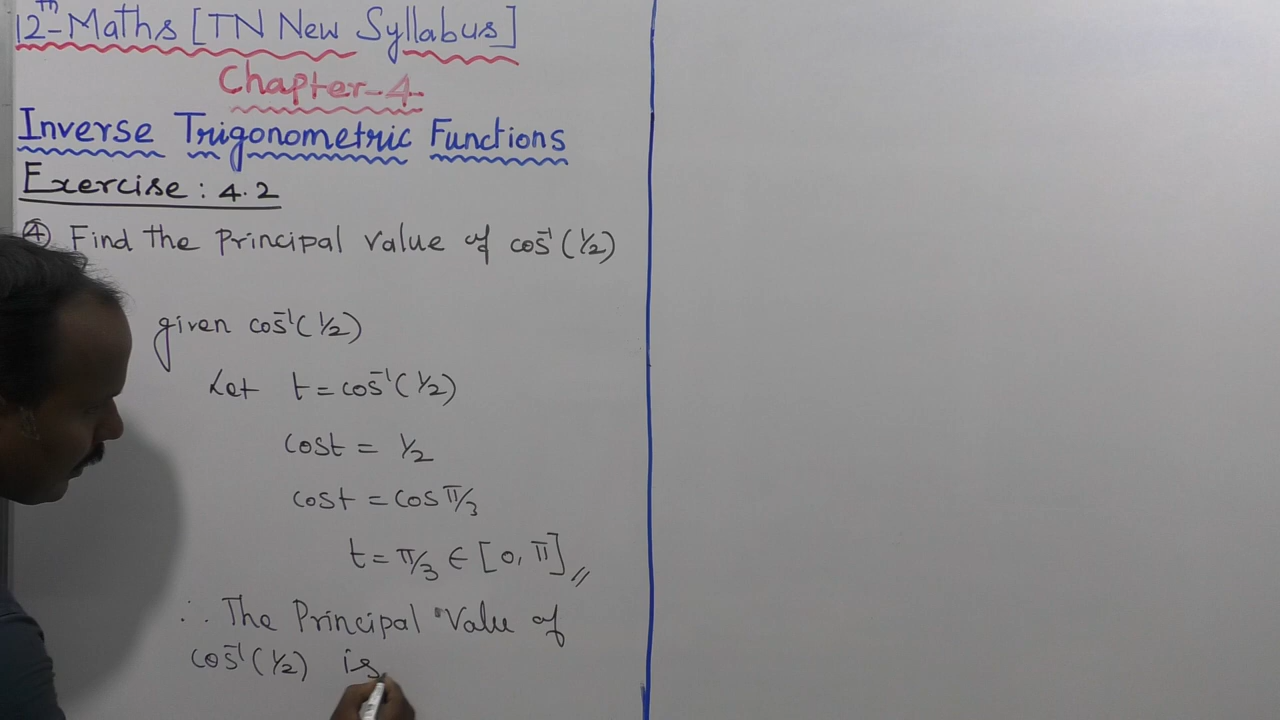 12th-Maths [TN New Syllabus]
Chapter-4
Inverse Trigonometric Functions
Exercise: 4.2
④ Find the Principal Value of cos⁻¹(1/2)
given cos⁻¹(1/2)
Let t = cos⁻¹(1/2)
cost = 1/2
cost = cos π/3
t = π/3 ∈ [0, π] //
∴ The Principal Value of
cos⁻¹(1/2) is